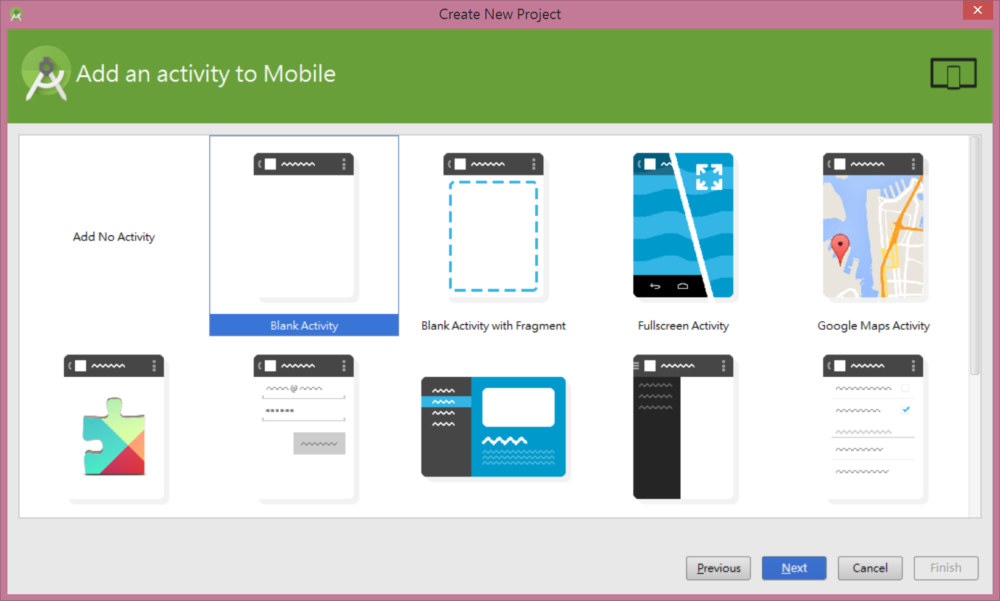 Create New Project
Add an activity to Mobile
Add No Activity
Blank Activity
Blank Activity with Fragment
Fullscreen Activity
Google Maps Activity
Previous
Next
Cancel
Finish